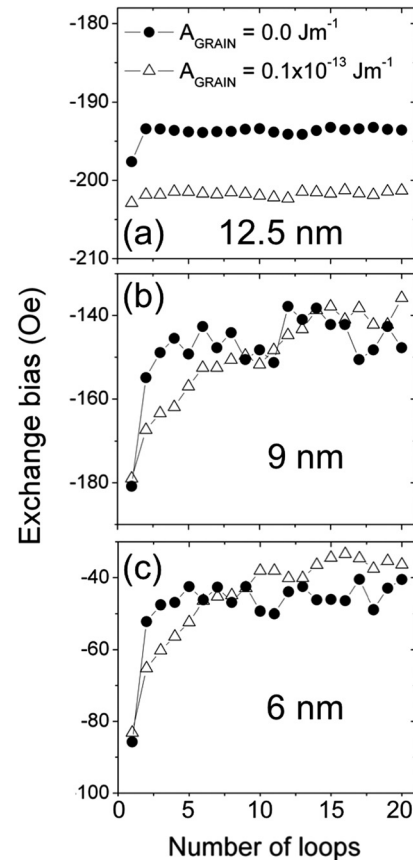 -180
A_GRAIN = 0.0 Jm⁻¹
A_GRAIN = 0.1x10⁻¹³ Jm⁻¹
-190
-200
(a) 12.5 nm
-210
(b)
-140
-160
9 nm
-180
(c)
-40
-60
6 nm
-80
-100
0 5 10 15 20
Exchange bias (Oe)
Number of loops